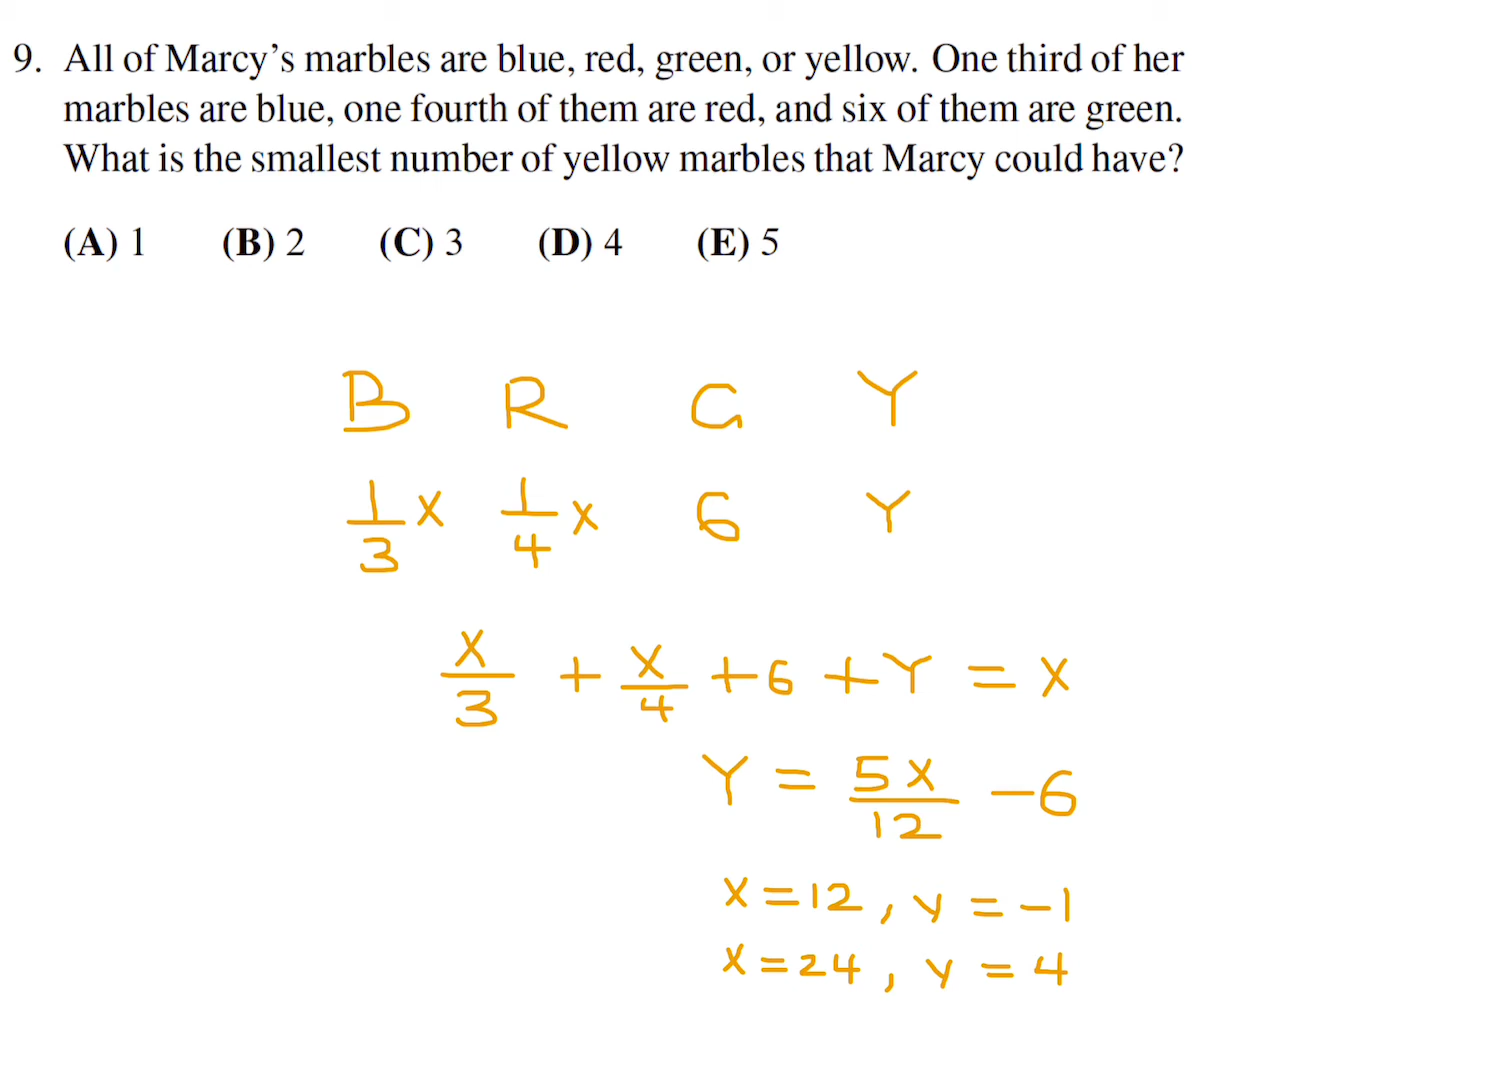 9. All of Marcy’s marbles are blue, red, green, or yellow. One third of her
marbles are blue, one fourth of them are red, and six of them are green.
What is the smallest number of yellow marbles that Marcy could have?
(A) 1 (B) 2 (C) 3 (D) 4 (E) 5
B R G Y
1/3 x 1/4 x 6 Y
x/3 + x/4 + 6 + Y = x
Y = 5x/12 - 6
x = 12, y = -1
x = 24, y = 4